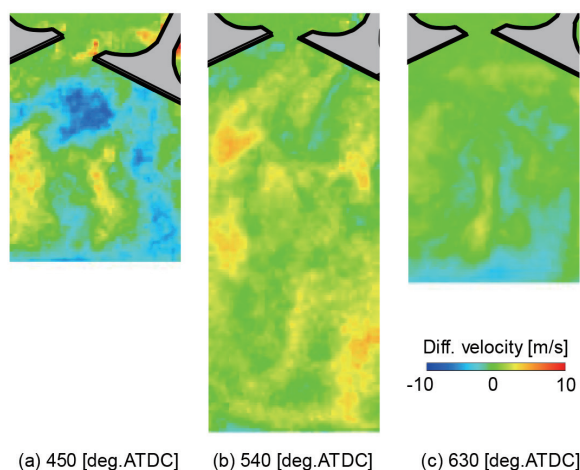 Diff. velocity [m/s]
-10 0 10
(a) 450 [deg.ATDC] (b) 540 [deg.ATDC] (c) 630 [deg.ATDC]